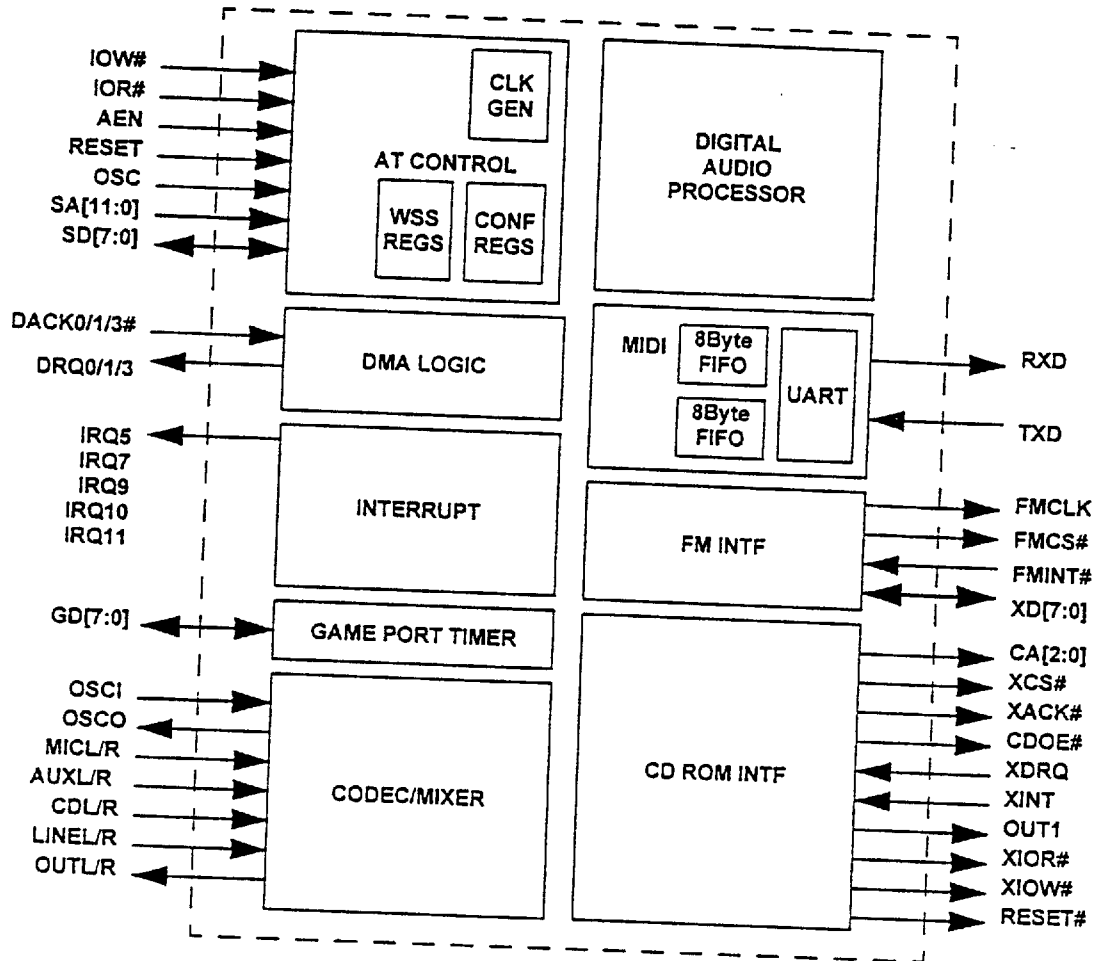 IOW#
IOR#
AEN
RESET
OSC
SA[11:0]
SD[7:0]
CLK
GEN
AT CONTROL
WSS
REGS
CONF
REGS
DIGITAL
AUDIO
PROCESSOR
DACK0/1/3#
DRQ0/1/3
DMA LOGIC
MIDI
8Byte
FIFO
8Byte
FIFO
UART
RXD
TXD
IRQ5
IRQ7
IRQ9
IRQ10
IRQ11
INTERRUPT
FM INTF
FMCLK
FMCS#
FMINT#
XD[7:0]
GD[7:0]
GAME PORT TIMER
OSCI
OSCO
MICL/R
AUXL/R
CDL/R
LINEL/R
OUTL/R
CODEC/MIXER
CD ROM INTF
CA[2:0]
XCS#
XACK#
CDOE#
XDRQ
XINT
OUT1
XIOR#
XIOW#
RESET#